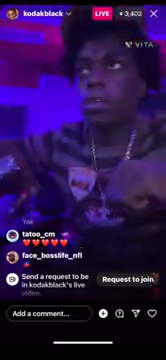 kodakblack
LIVE
3,402
VITA
Yak
tatoo_cm
face_bosslife_nfl
Send a request to be
in kodakblack's live
video.
Request to join
Add a comment...